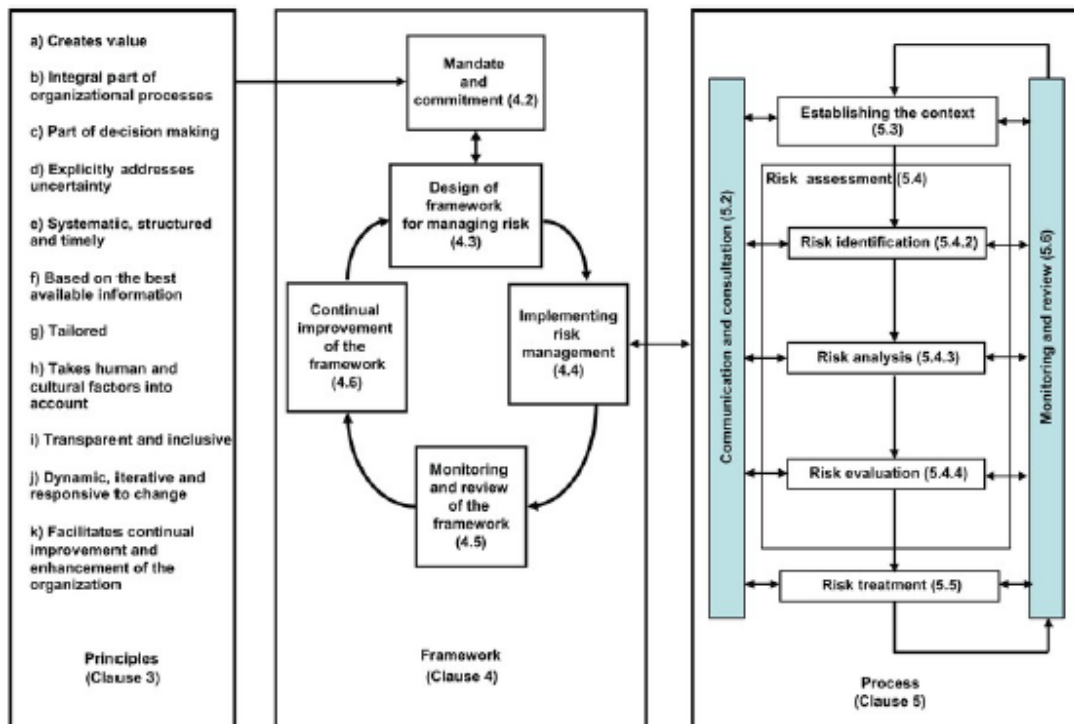 a) Creates value
b) Integral part of
organizational processes
c) Part of decision making
d) Explicitly addresses
uncertainty
e) Systematic, structured
and timely
f) Based on the best
available information
g) Tailored
h) Takes human and
cultural factors into
account
i) Transparent and inclusive
j) Dynamic, iterative and
responsive to change
k) Facilitates continual
improvement and
enhancement of the
organization
Principles
(Clause 3)
Mandate
and
commitment (4.2)
Design of
framework
for managing risk
(4.3)
Implementing
risk
management
(4.4)
Monitoring
and review
of the
framework
(4.5)
Continual
improvement
of the
framework
(4.6)
Framework
(Clause 4)
Communication and consultation (5.2)
Establishing the context
(5.3)
Risk assessment (5.4)
Risk identification (5.4.2)
Risk analysis (5.4.3)
Risk evaluation (5.4.4)
Risk treatment (5.5)
Monitoring and review (5.6)
Process
(Clause 5)